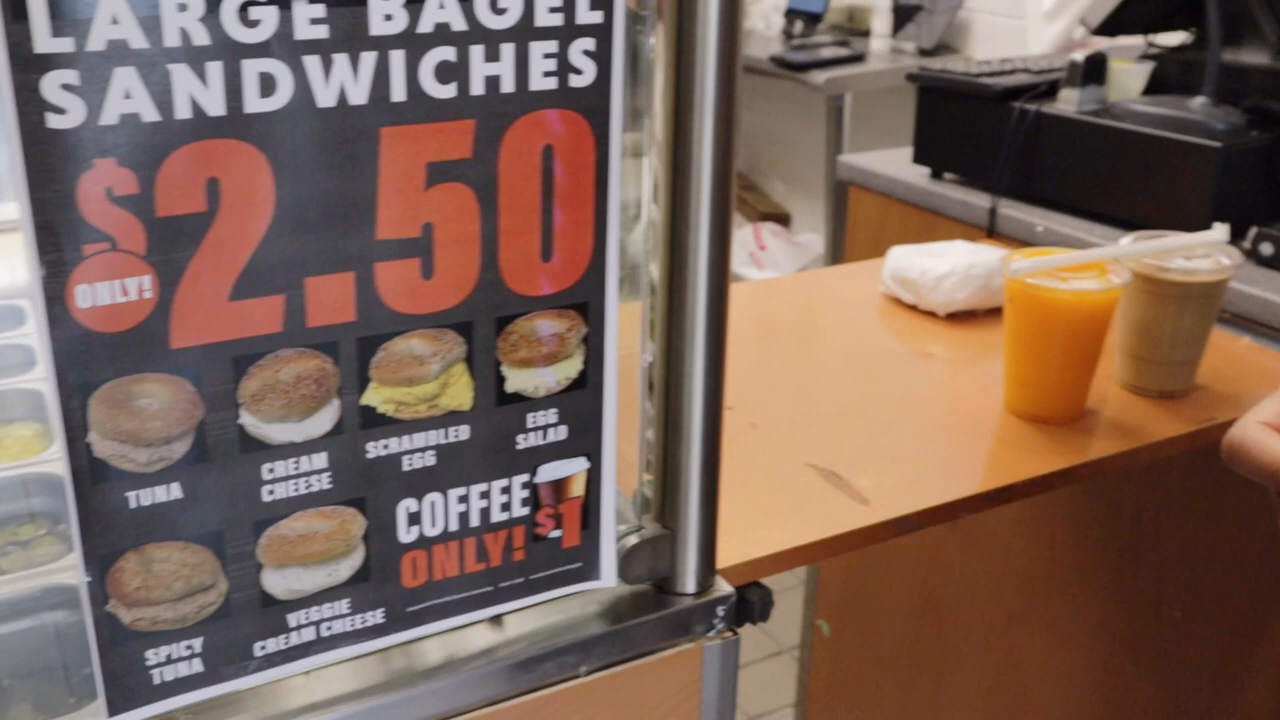 LARGE BAGEL
SANDWICHES
$2.50
ONLY!
TUNA
CREAM
CHEESE
SCRAMBLED
EGG
EGG
SALAD
SPICY
TUNA
VEGGIE
CREAM CHEESE
COFFEE
ONLY! $1